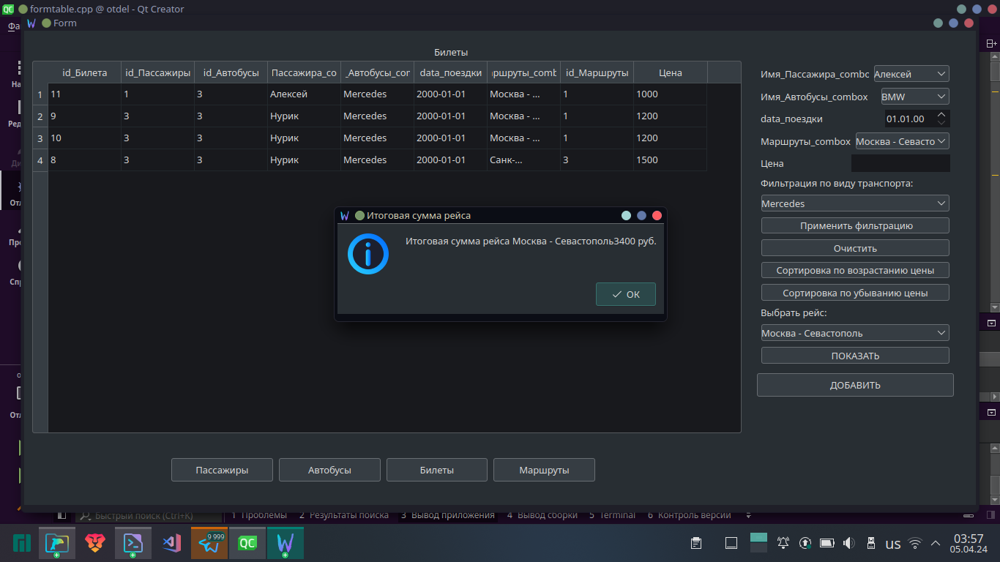 QC formtable.cpp @ otdel - Qt Creator
Form
Билеты
id_Билета id_Пассажиры id_Автобусы Пассажира_со _Автобусы_cor data_поездки ршруты_comb id_Маршруты Цена
1 11 1 3 Алексей Mercedes 2000-01-01 Москва - ... 1 1000
2 9 3 3 Нурик Mercedes 2000-01-01 Москва - ... 1 1200
3 10 3 3 Нурик Mercedes 2000-01-01 Москва - ... 1 1200
4 8 3 3 Нурик Mercedes 2000-01-01 Санк-... 3 1500
Имя_Пассажира_combo Алексей
Имя_Автобусы_combox BMW
data_поездки 01.01.00
Маршруты_combox Москва - Севасто
Цена
Фильтрация по виду транспорта:
Mercedes
Применить фильтрацию
Очистить
Сортировка по возрастанию цены
Сортировка по убыванию цены
Выбрать рейс:
Москва - Севастополь
ПОКАЗАТЬ
ДОБАВИТЬ
Итоговая сумма рейса
Итоговая сумма рейса Москва - Севастополь3400 руб.
OK
Пассажиры Автобусы Билеты Маршруты
Быстрый поиск (Ctrl+K) 1 Проблемы 2 Результаты поиска 3 Вывод приложения 4 Вывод сборки 5 Terminal 6 Контроль версии
9 999 QC us 03:57
05.04.24